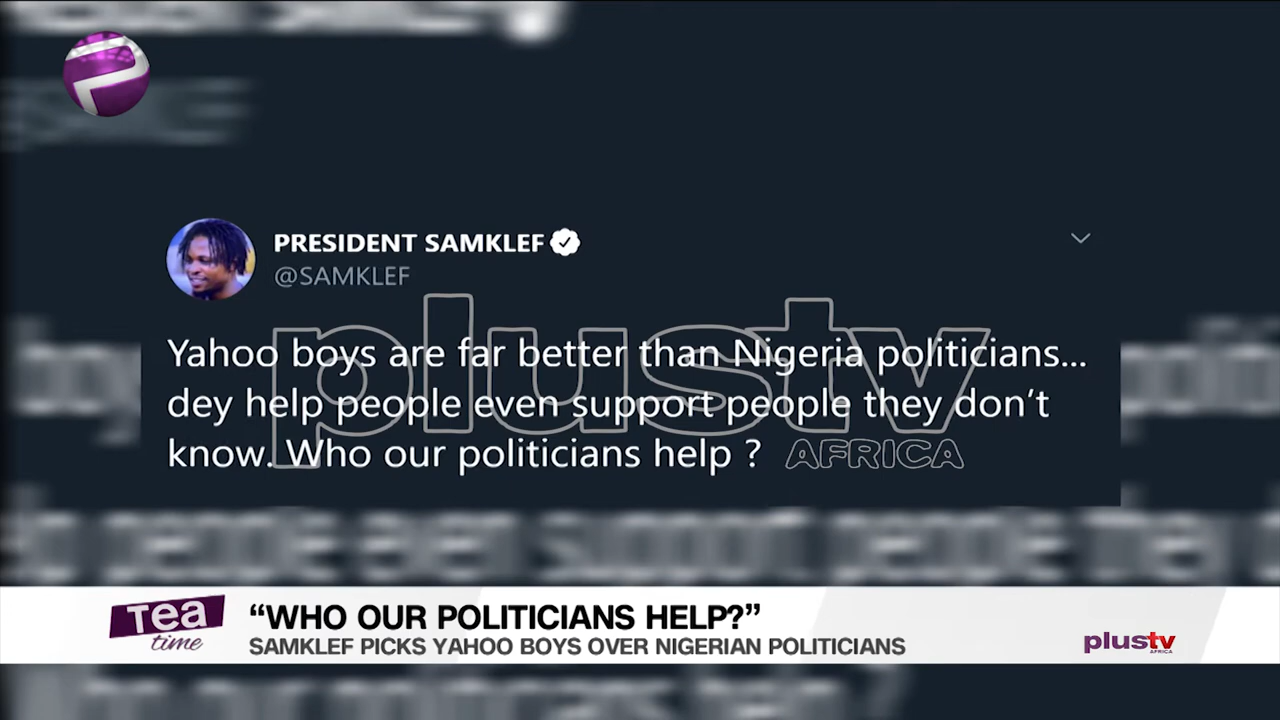 PRESIDENT SAMKLEF
@SAMKLEF
Yahoo boys are far better than Nigeria politicians...
dey help people even support people they don't
know. Who our politicians help ?
plustv
AFRICA
Tea
time
“WHO OUR POLITICIANS HELP?”
SAMKLEF PICKS YAHOO BOYS OVER NIGERIAN POLITICIANS
plustv
AFRICA